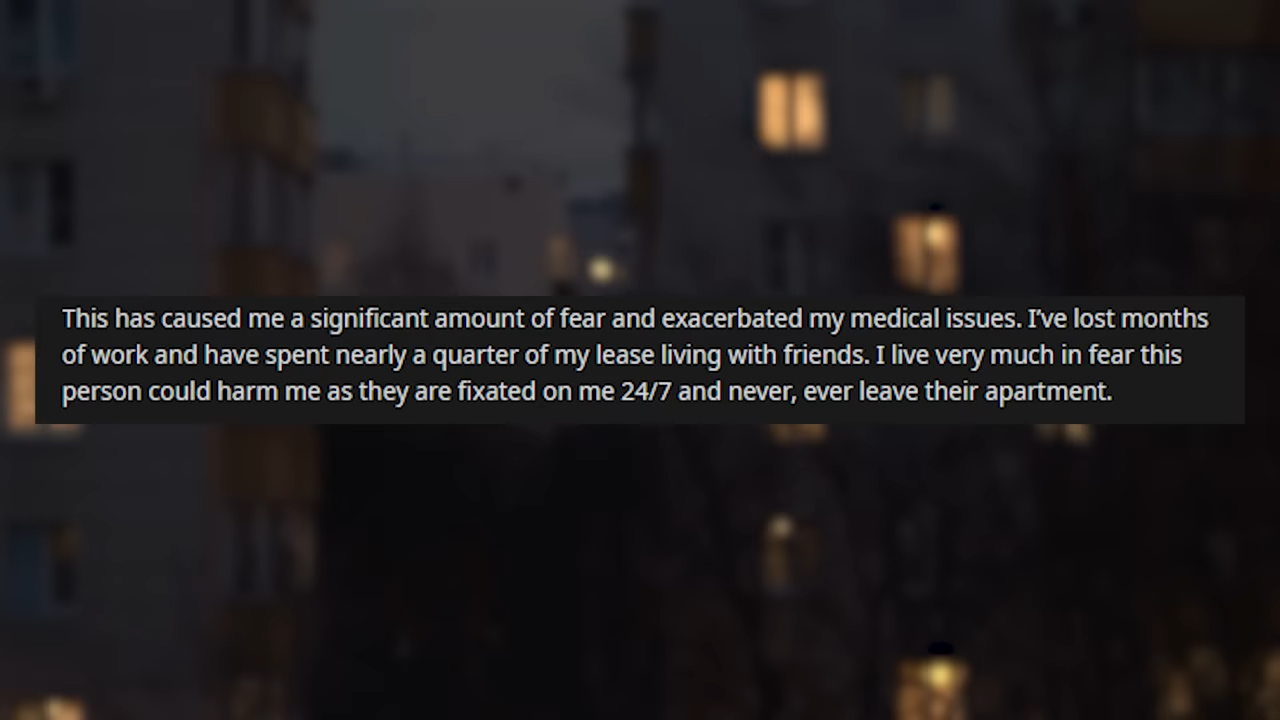 This has caused me a significant amount of fear and exacerbated my medical issues. I've lost months
of work and have spent nearly a quarter of my lease living with friends. I live very much in fear this
person could harm me as they are fixated on me 24/7 and never, ever leave their apartment.